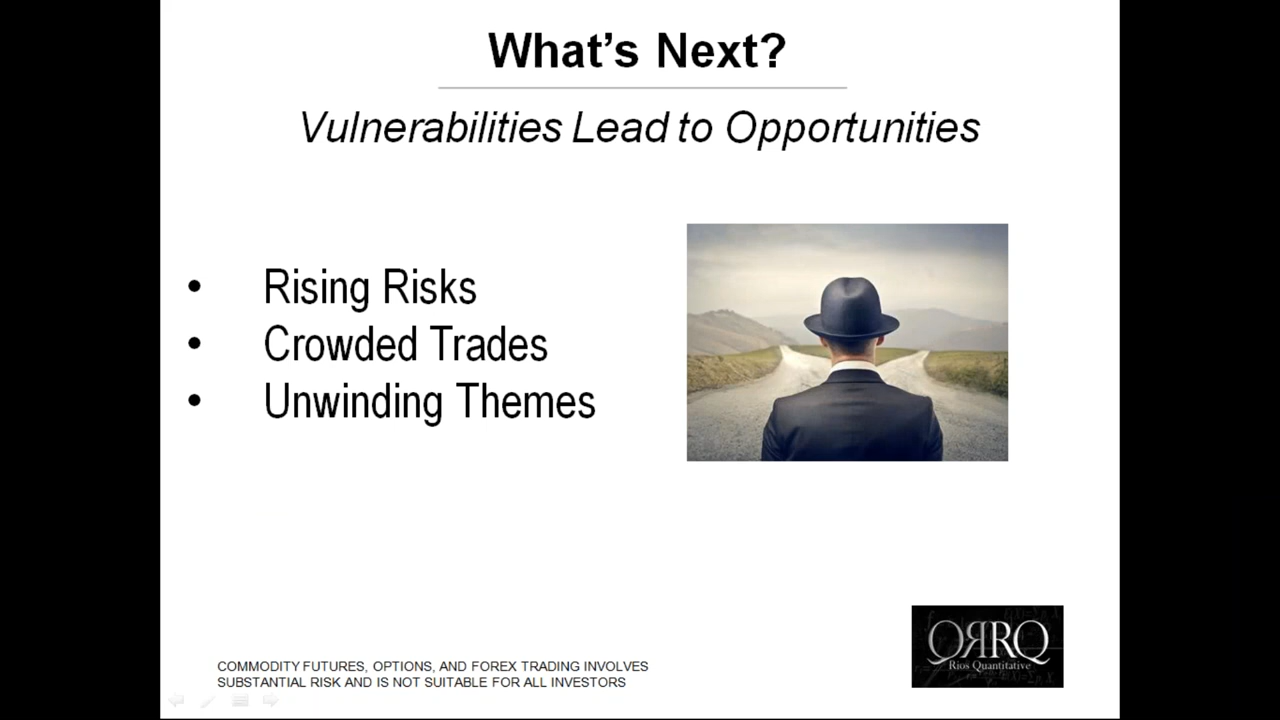 What's Next?
Vulnerabilities Lead to Opportunities
• Rising Risks
• Crowded Trades
• Unwinding Themes
QRRQ
Rios Quantitative
COMMODITY FUTURES, OPTIONS, AND FOREX TRADING INVOLVES
SUBSTANTIAL RISK AND IS NOT SUITABLE FOR ALL INVESTORS